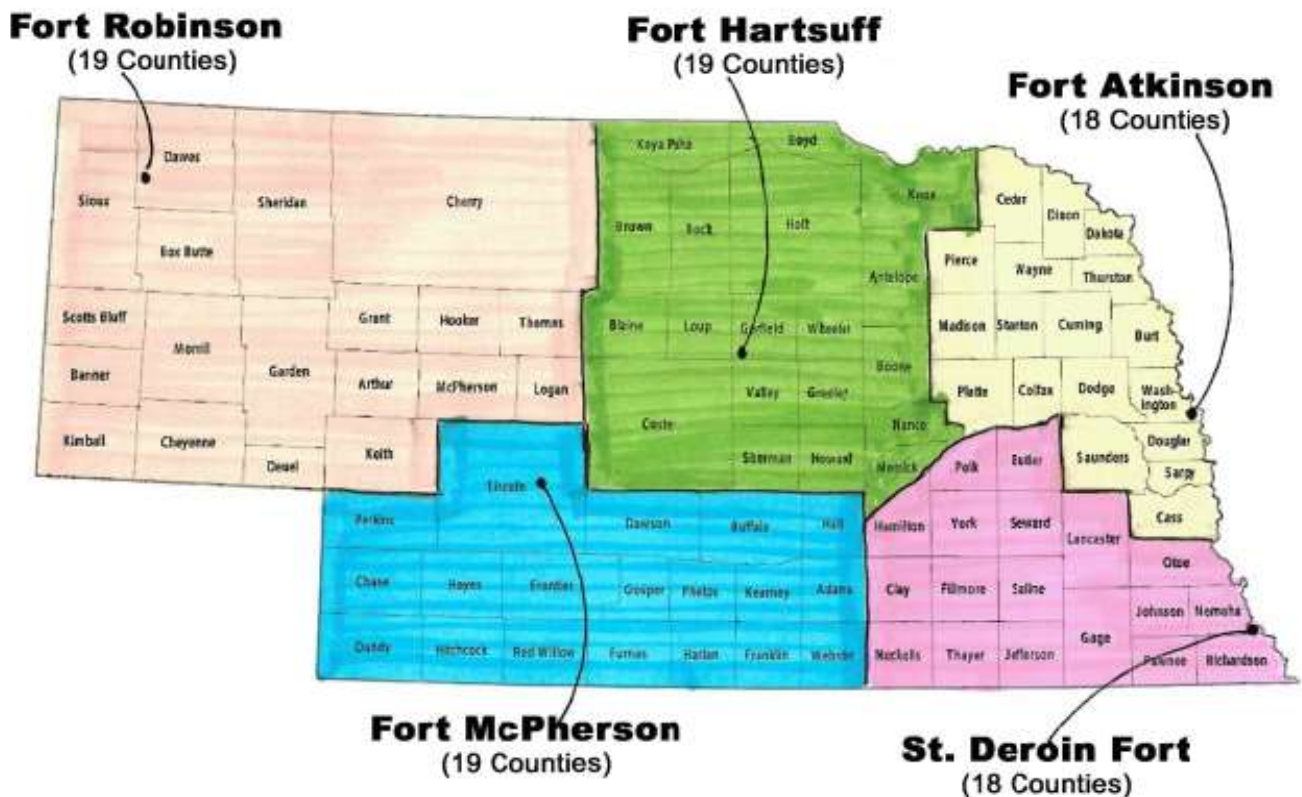 Fort Robinson
(19 Counties)
Fort Hartsuff
(19 Counties)
Fort Atkinson
(18 Counties)
Dawes
Sioux
Sheridan
Cherry
Box Butte
Scotts Bluff
Morrill
Banner
Garden
Grant
Hooker
Thomas
Arthur
McPherson
Logan
Kimball
Cheyenne
Deuel
Keith
Keya Paha
Boyd
Knox
Brown
Rock
Holt
Antelope
Blaine
Loup
Garfield
Wheeler
Boone
Valley
Greeley
Custer
Nance
Sherman
Howard
Merrick
Cedar
Dixon
Dakota
Pierce
Wayne
Thurston
Madison
Stanton
Cuming
Burt
Platte
Colfax
Dodge
Wash-
ington
Douglas
Saunders
Sarpy
Cass
Lincoln
Perkins
Dawson
Buffalo
Hall
Chase
Hayes
Frontier
Gosper
Phelps
Kearney
Adams
Dundy
Hitchcock
Red Willow
Furnas
Harlan
Franklin
Webster
Polk
Butler
Hamilton
York
Seward
Lancaster
Otoe
Clay
Fillmore
Saline
Johnson
Nemaha
Gage
Nuckolls
Thayer
Jefferson
Pawnee
Richardson
Fort McPherson
(19 Counties)
St. Deroin Fort
(18 Counties)